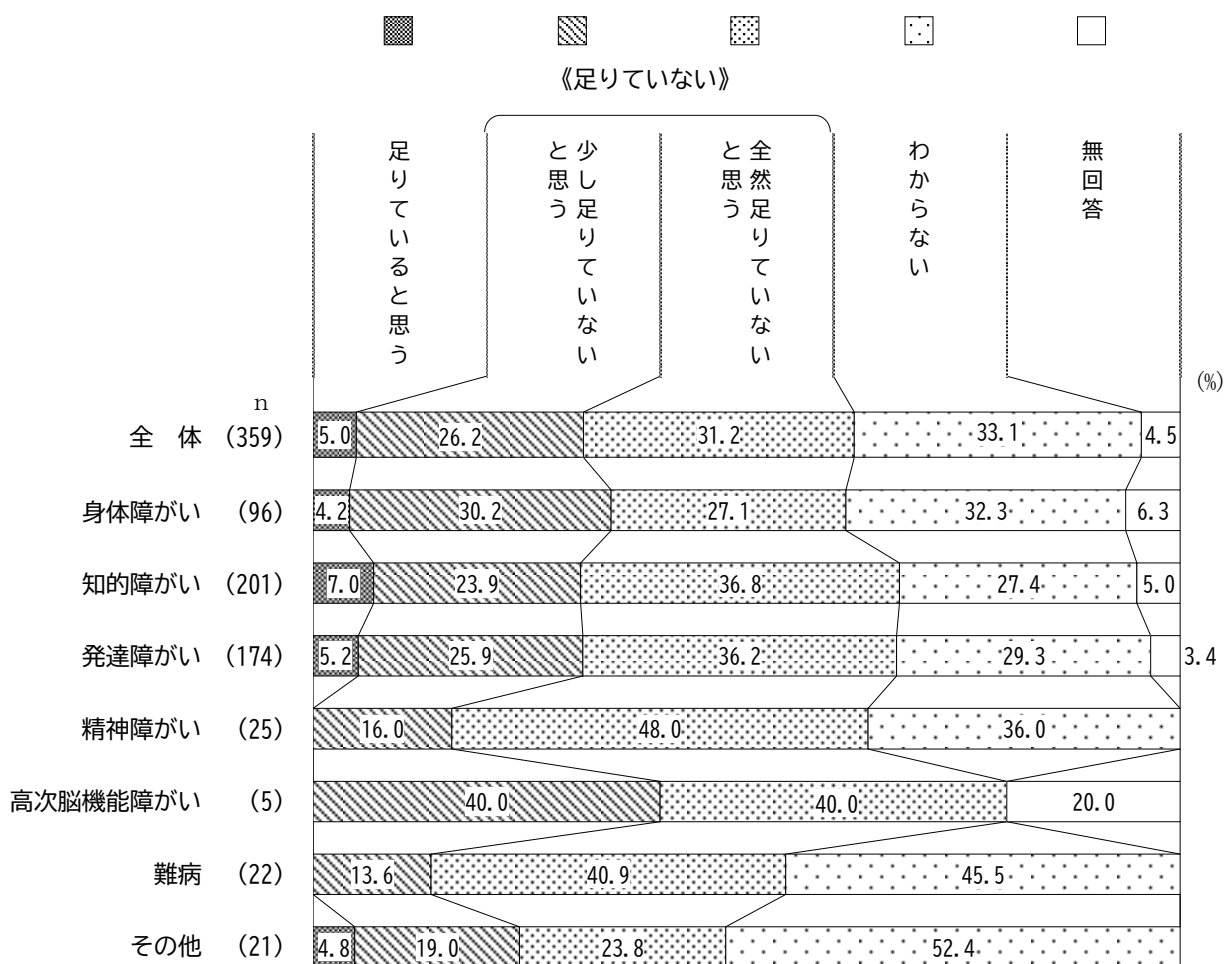 《足りていない》
足りていると思う
少し足りていない
と思う
全然足りていない
と思う
わからない
無回答
(%)
n
全 体 (359) 5.0 26.2 31.2 33.1 4.5
身体障がい (96) 4.2 30.2 27.1 32.3 6.3
知的障がい (201) 7.0 23.9 36.8 27.4 5.0
発達障がい (174) 5.2 25.9 36.2 29.3 3.4
精神障がい (25) 16.0 48.0 36.0
高次脳機能障がい (5) 40.0 40.0 20.0
難病 (22) 13.6 40.9 45.5
その他 (21) 4.8 19.0 23.8 52.4